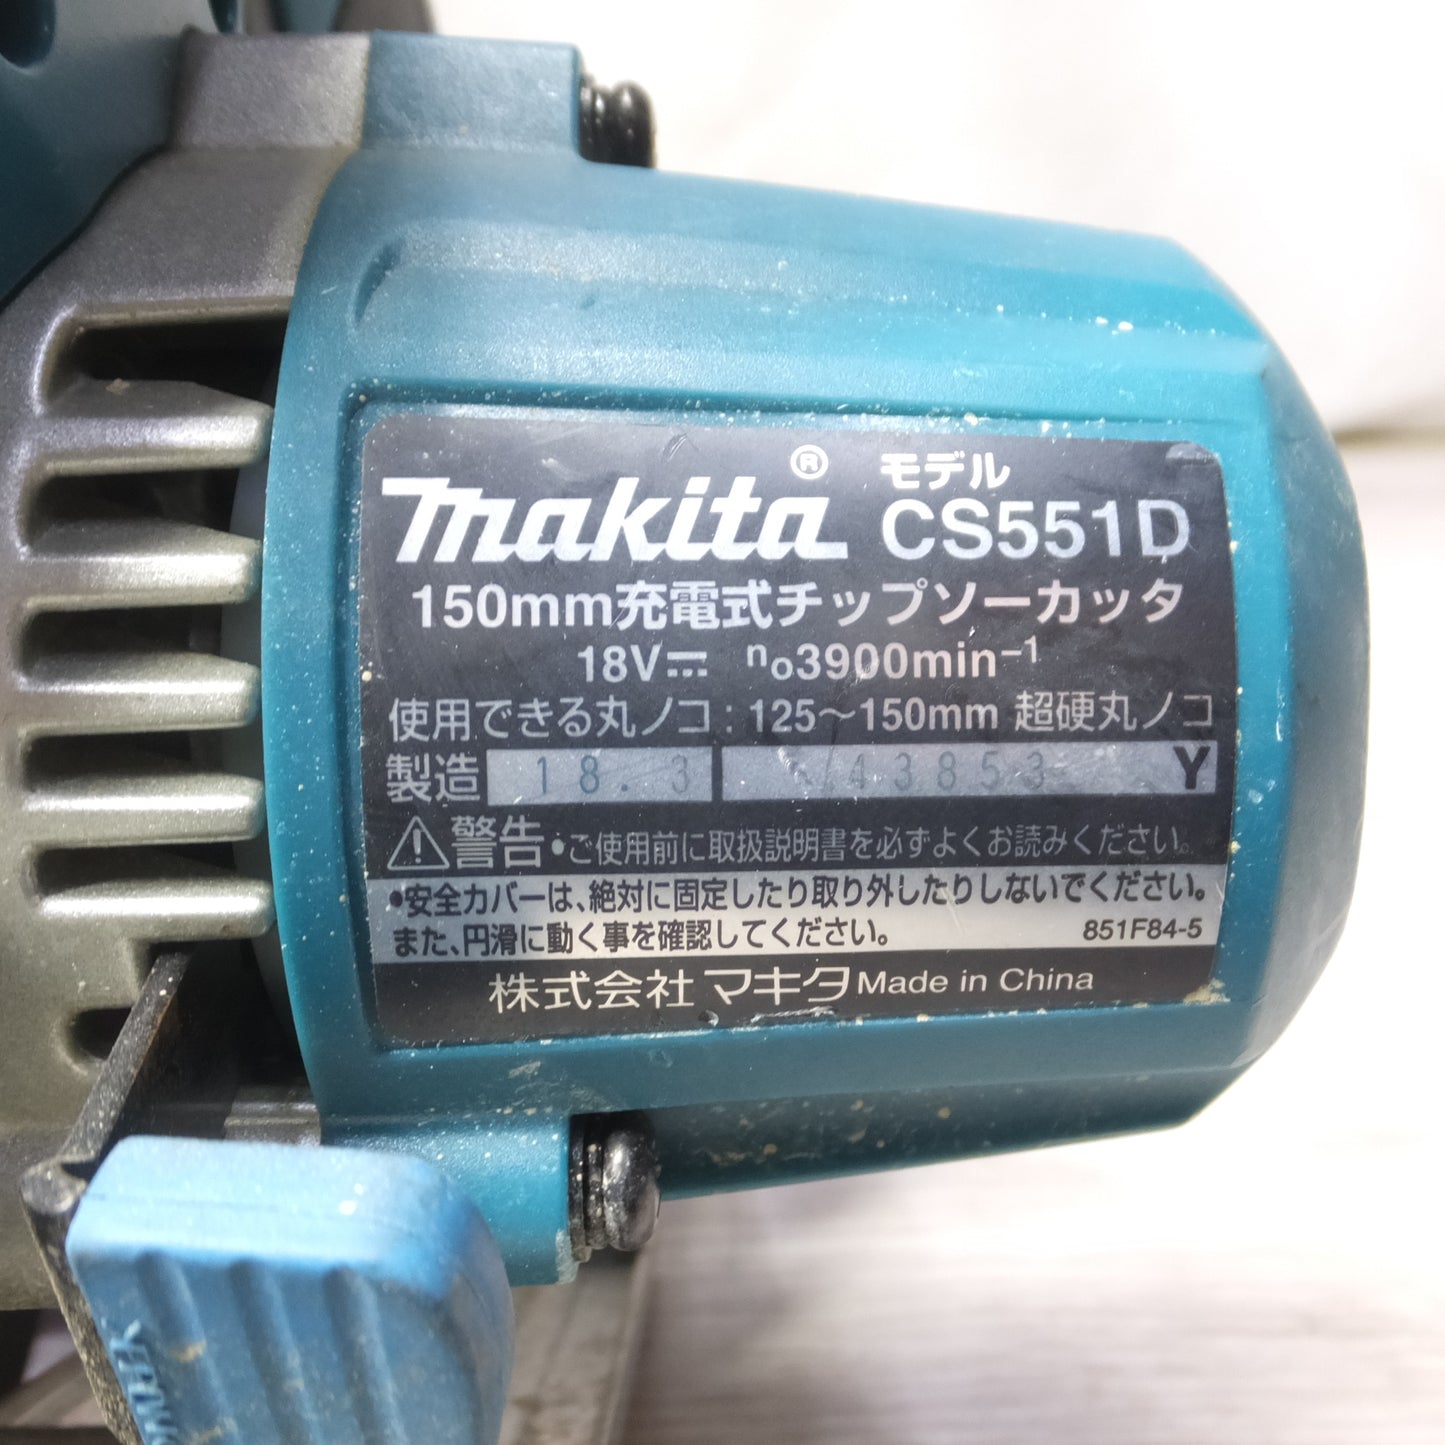 makita® モデル CS551D
150mm充電式チップソーカッタ
18V⎓ n₀3900min⁻¹
使用できる丸ノコ：125～150mm 超硬丸ノコ
製造 18.3 43853 Y
⚠警告•ご使用前に取扱説明書を必ずよくお読みください。
•安全カバーは、絶対に固定したり取り外したりしないでください。
また、円滑に動く事を確認してください。 851F84-5
株式会社 マキタ Made in China